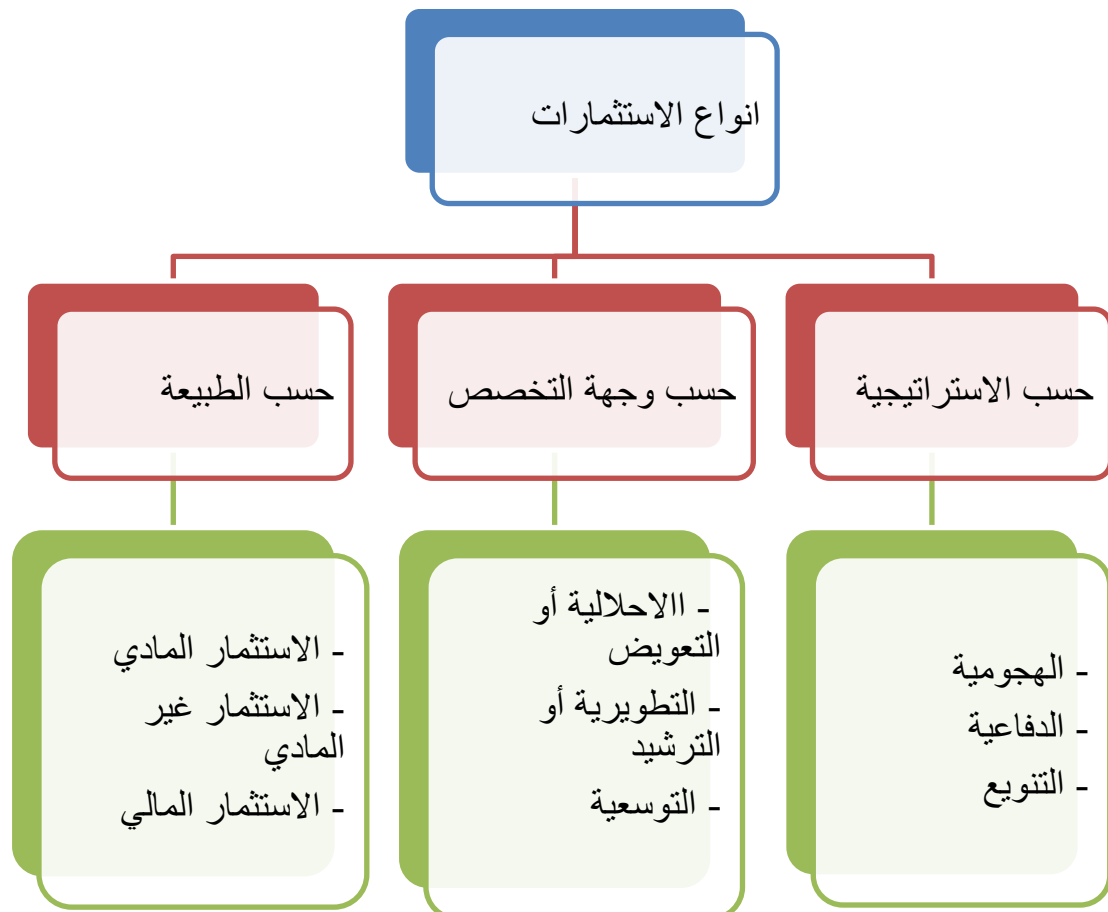 انواع الاستثمارات
حسب الاستراتيجية
حسب وجهة التخصص
حسب الطبيعة
- الهجومية
- الدفاعية
- التنويع
- االاحلالية أو
التعويض
- التطويرية أو
الترشيد
- التوسعية
- الاستثمار المادي
- الاستثمار غير
المادي
- الاستثمار المالي